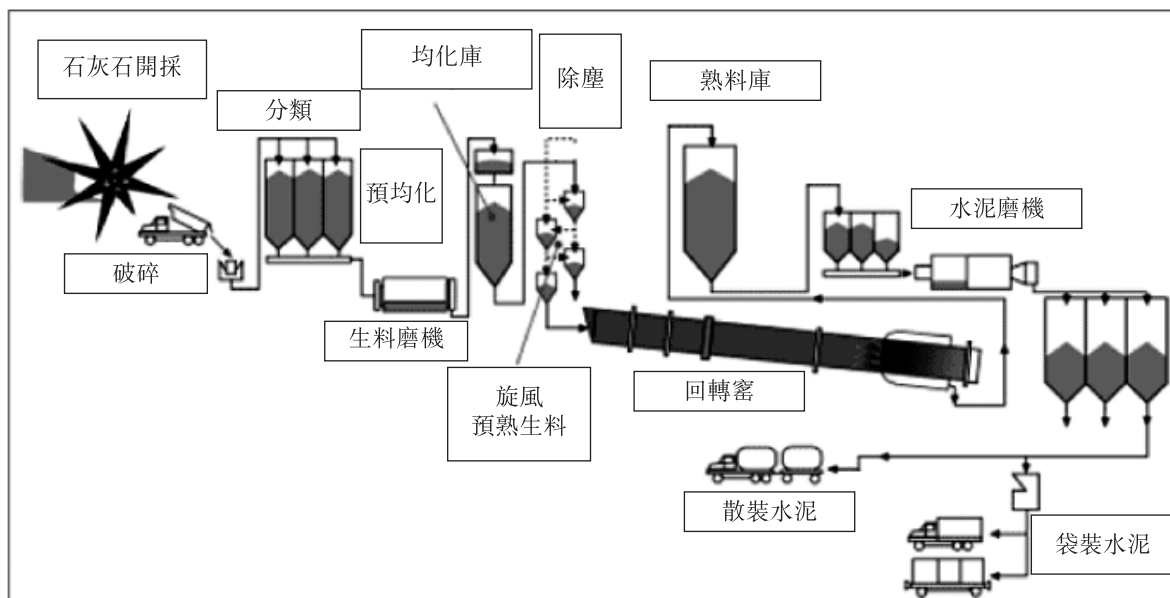 石灰石開採
均化庫
除塵
熟料庫
分類
預均化
水泥磨機
破碎
生料磨機
旋風
預熟生料
回轉窰
散裝水泥
袋裝水泥